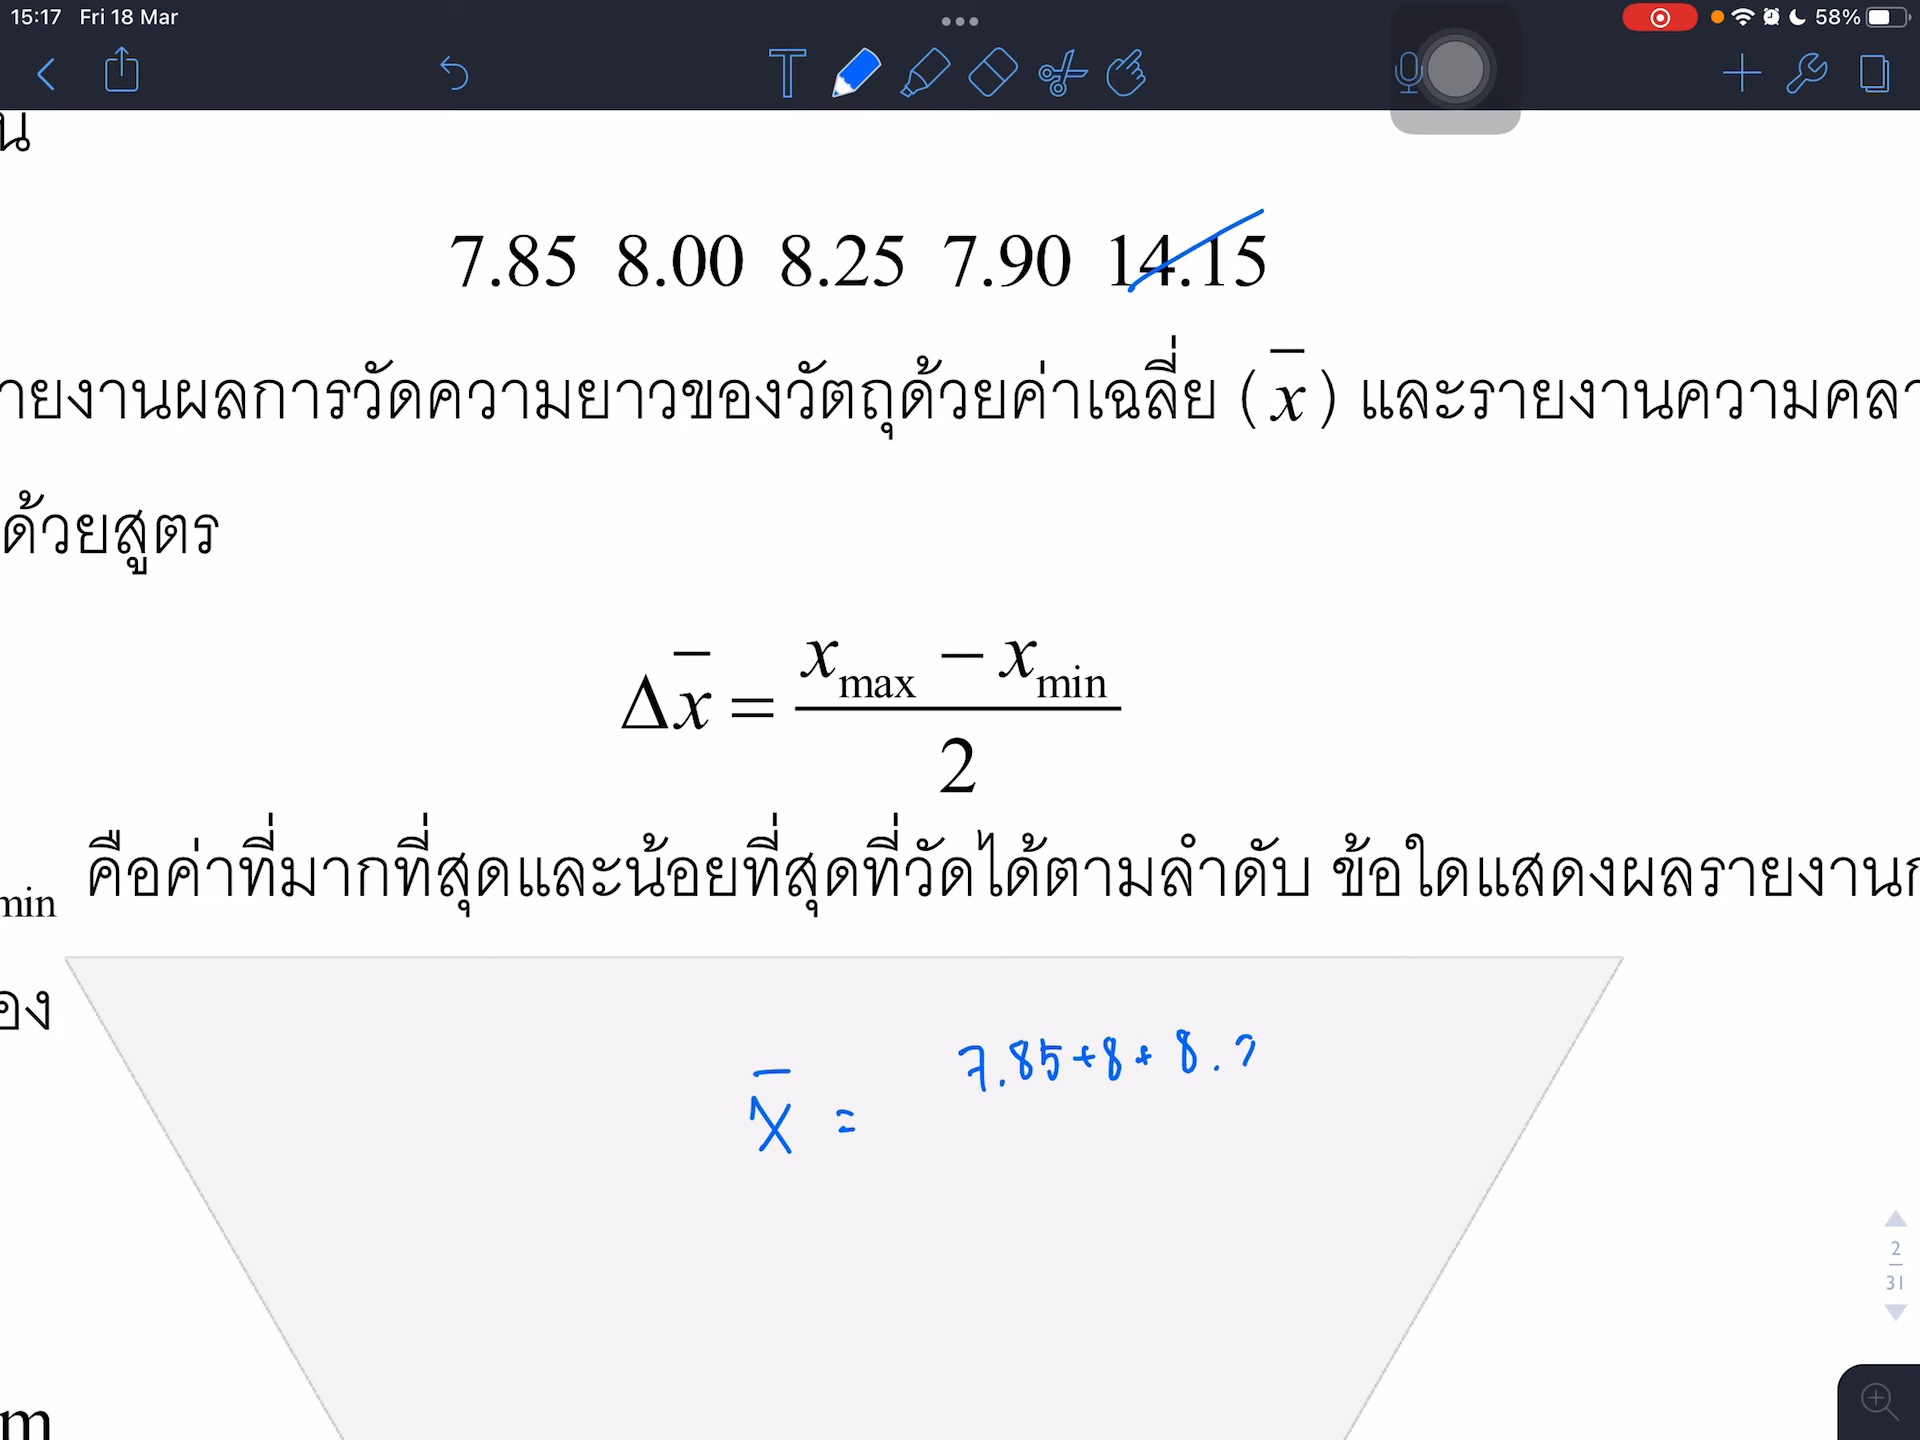 15:17 Fri 18 Mar
58%
น
7.85 8.00 8.25 7.90 14.15
ายงานผลการวัดความยาวของวัตถุด้วยค่าเฉลี่ย (x̄) และรายงานความคลา
ด้วยสูตร
Δx̄ = (x_max − x_min) / 2
min คือค่าที่มากที่สุดและน้อยที่สุดที่วัดได้ตามลำดับ ข้อใดแสดงผลรายงานก
อง
7.85+8+8.2
X̄ =
2
31
m